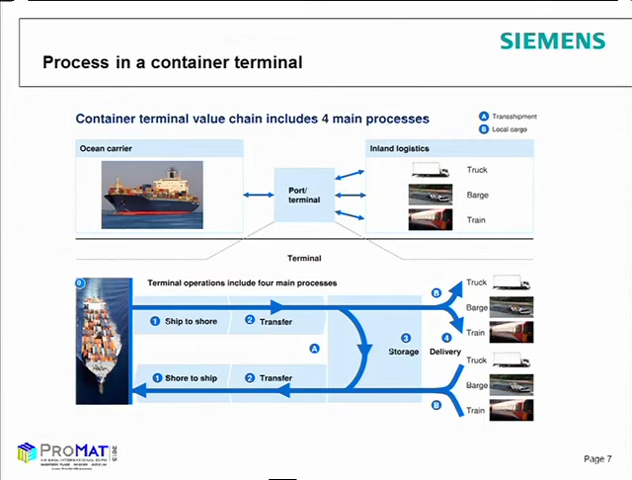 SIEMENS
Process in a container terminal
Container terminal value chain includes 4 main processes
A Transshipment
B Local cargo
Ocean carrier
Inland logistics
Port/
terminal
Truck
Barge
Train
Terminal
Terminal operations include four main processes
1 Ship to shore
2 Transfer
A
3
Storage
4
Delivery
1 Shore to ship
2 Transfer
B
Truck
Barge
Train
Truck
Barge
Train
B
PROMAT
2013
Page 7